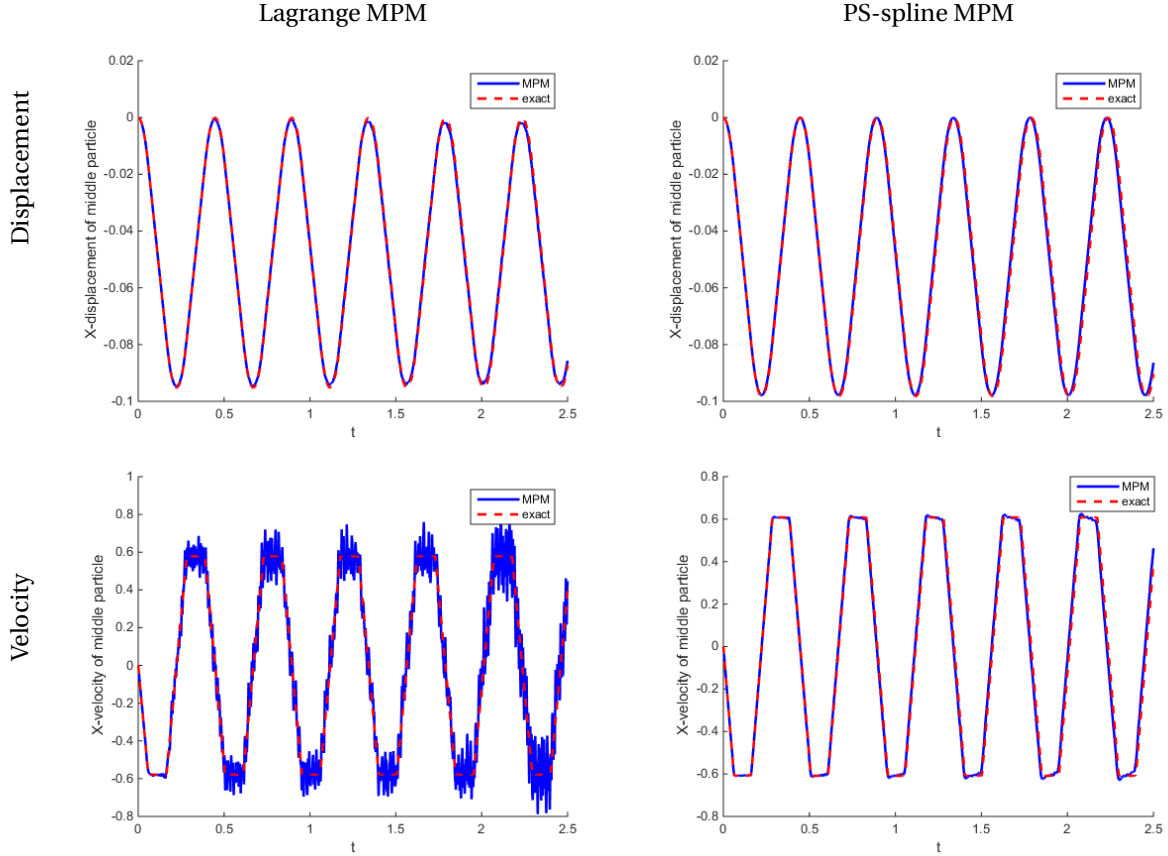 Lagrange MPM
PS-spline MPM
Displacement
X-displacement of middle particle
0.02
0
-0.02
-0.04
-0.06
-0.08
-0.1
0
0.5
1
1.5
2
2.5
t
MPM
exact
X-displacement of middle particle
0.02
0
-0.02
-0.04
-0.06
-0.08
-0.1
0
0.5
1
1.5
2
2.5
t
MPM
exact
Velocity
X-velocity of middle particle
1
0.8
0.6
0.4
0.2
0
-0.2
-0.4
-0.6
-0.8
0
0.5
1
1.5
2
2.5
t
MPM
exact
X-velocity of middle particle
0.8
0.6
0.4
0.2
0
-0.2
-0.4
-0.6
-0.8
0
0.5
1
1.5
2
2.5
t
MPM
exact